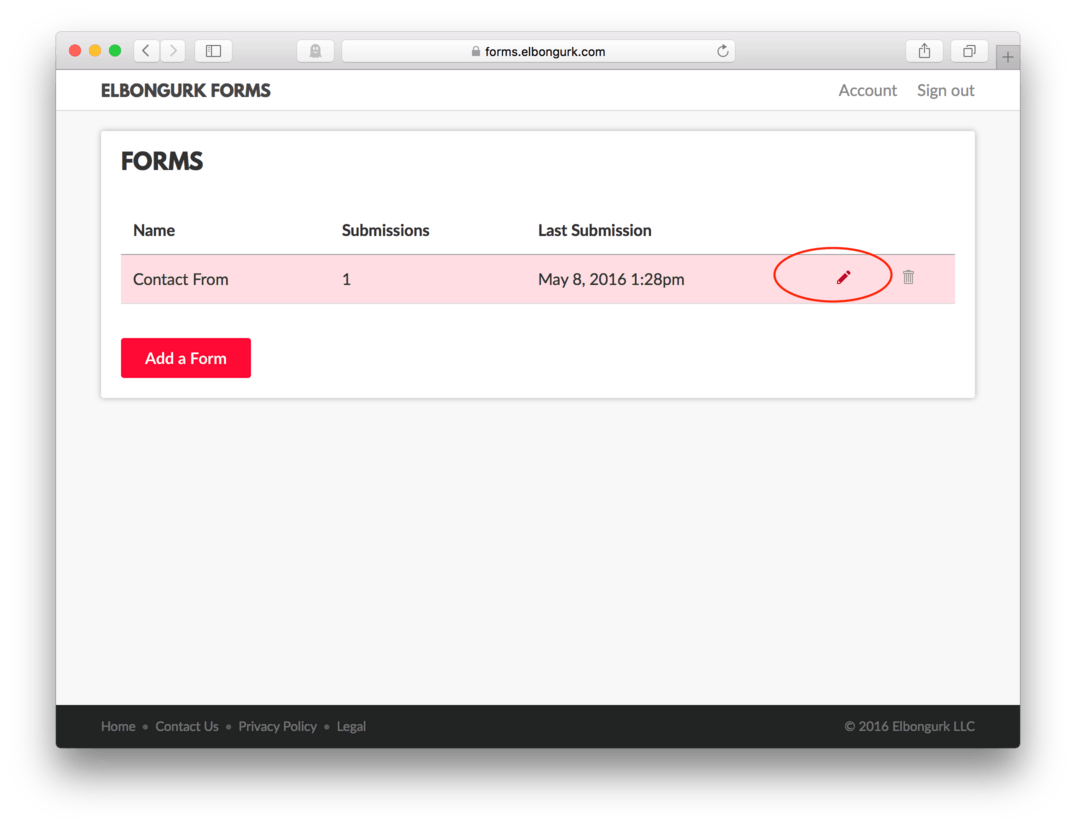 forms.elbongurk.com
ELBONGURK FORMS Account Sign out
FORMS
Name Submissions Last Submission
Contact From 1 May 8, 2016 1:28pm
Add a Form
Home • Contact Us • Privacy Policy • Legal © 2016 Elbongurk LLC